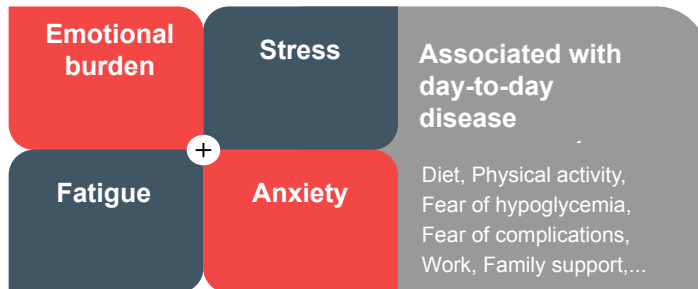 Emotional
burden
Stress
Fatigue
+
Anxiety
Associated with
day-to-day
disease
Diet, Physical activity,
Fear of hypoglycemia,
Fear of complications,
Work, Family support,...